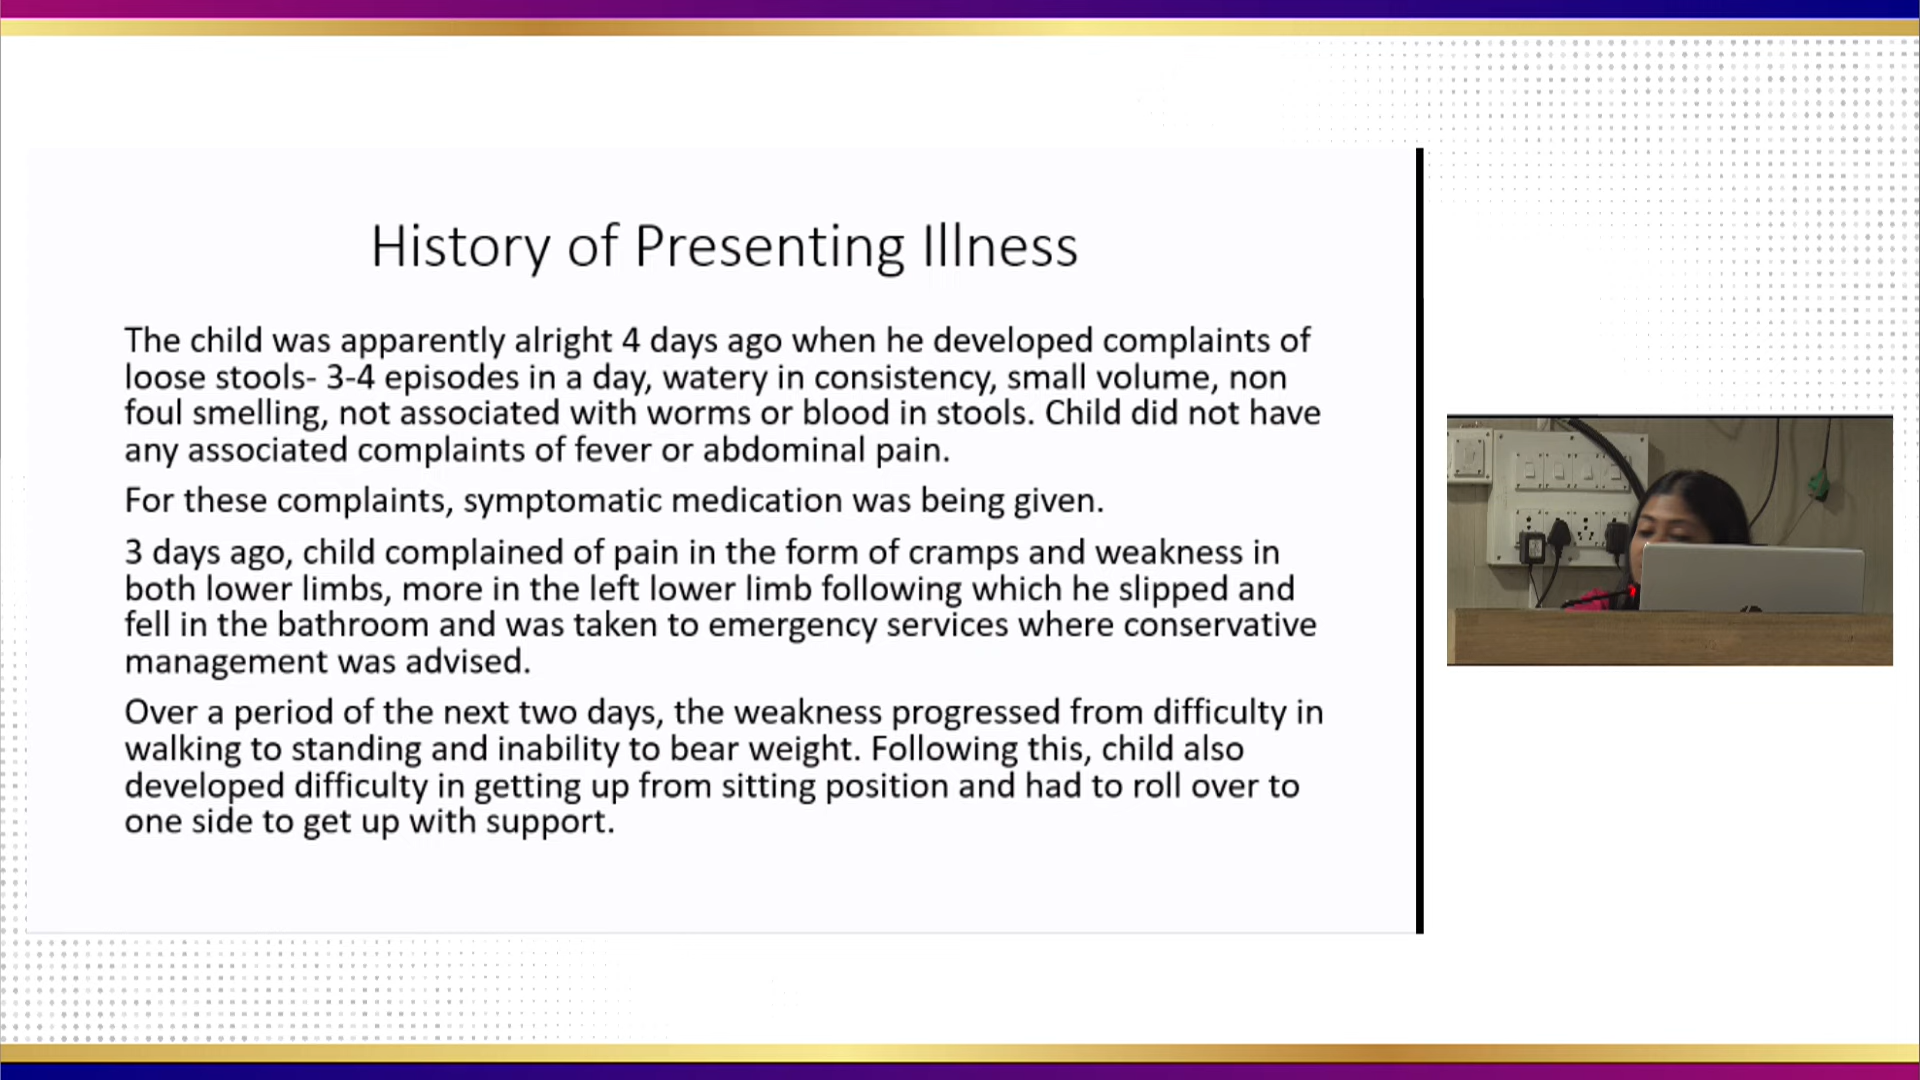 History of Presenting Illness
The child was apparently alright 4 days ago when he developed complaints of
loose stools- 3-4 episodes in a day, watery in consistency, small volume, non
foul smelling, not associated with worms or blood in stools. Child did not have
any associated complaints of fever or abdominal pain.
For these complaints, symptomatic medication was being given.
3 days ago, child complained of pain in the form of cramps and weakness in
both lower limbs, more in the left lower limb following which he slipped and
fell in the bathroom and was taken to emergency services where conservative
management was advised.
Over a period of the next two days, the weakness progressed from difficulty in
walking to standing and inability to bear weight. Following this, child also
developed difficulty in getting up from sitting position and had to roll over to
one side to get up with support.